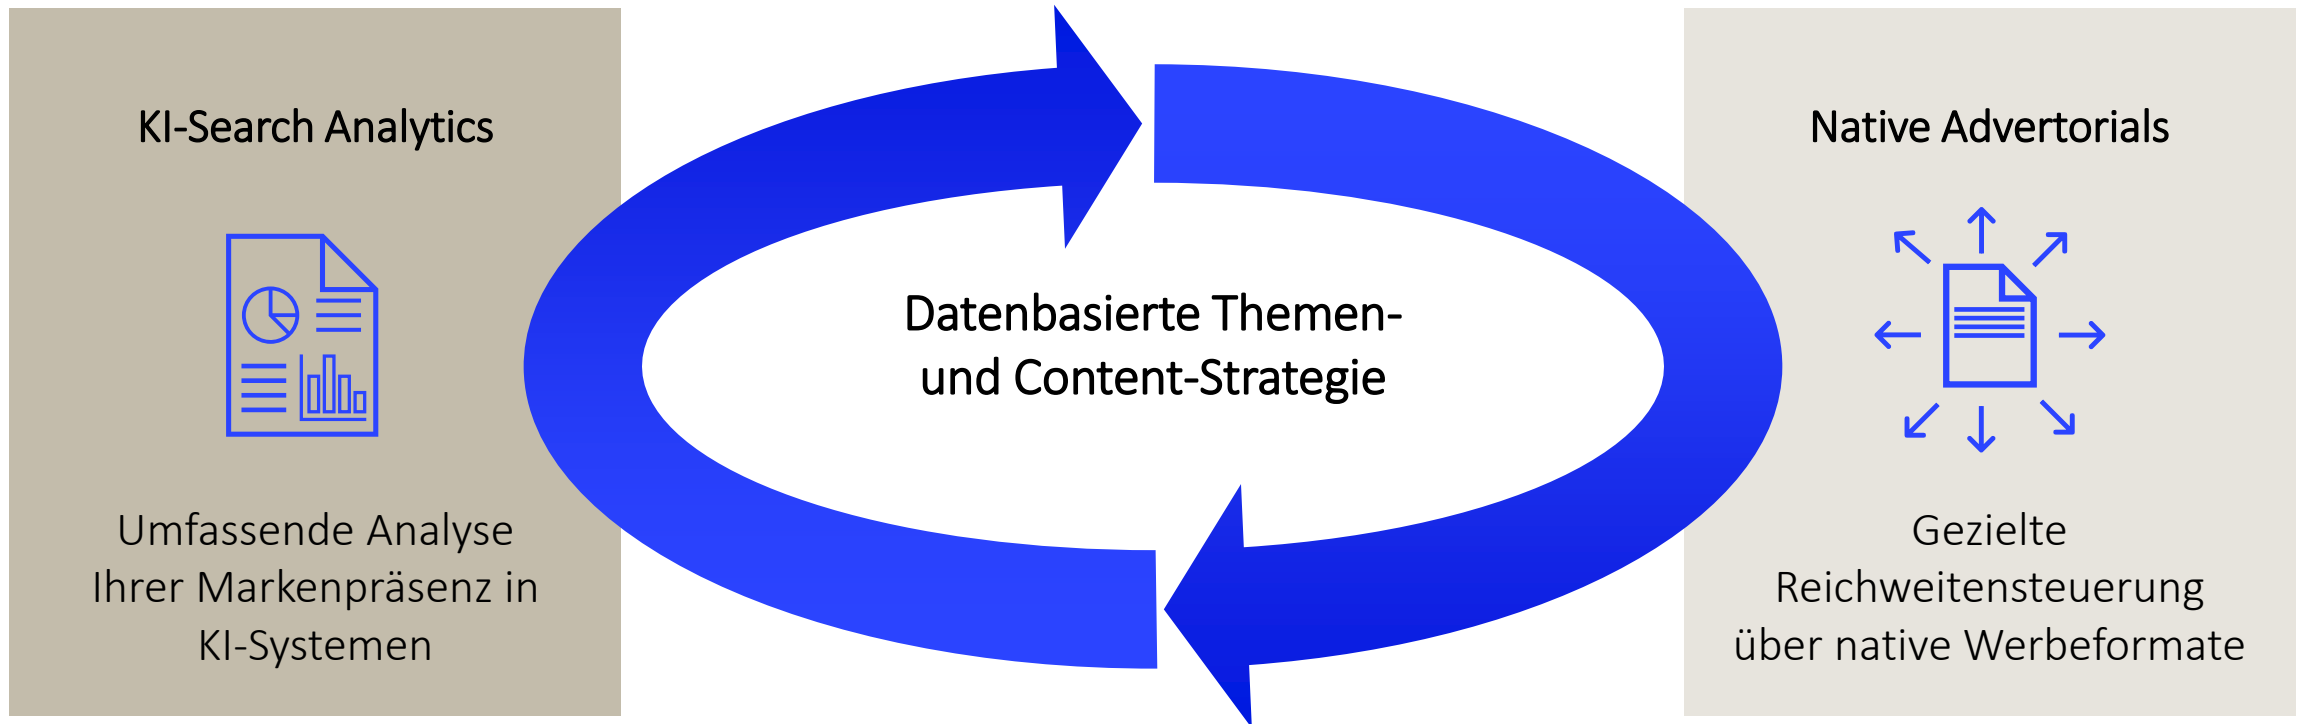 KI-Search Analytics
Umfassende Analyse
Ihrer Markenpräsenz in
KI-Systemen
Datenbasierte Themen-
und Content-Strategie
Native Advertorials
Gezielte
Reichweitensteuerung
über native Werbeformate